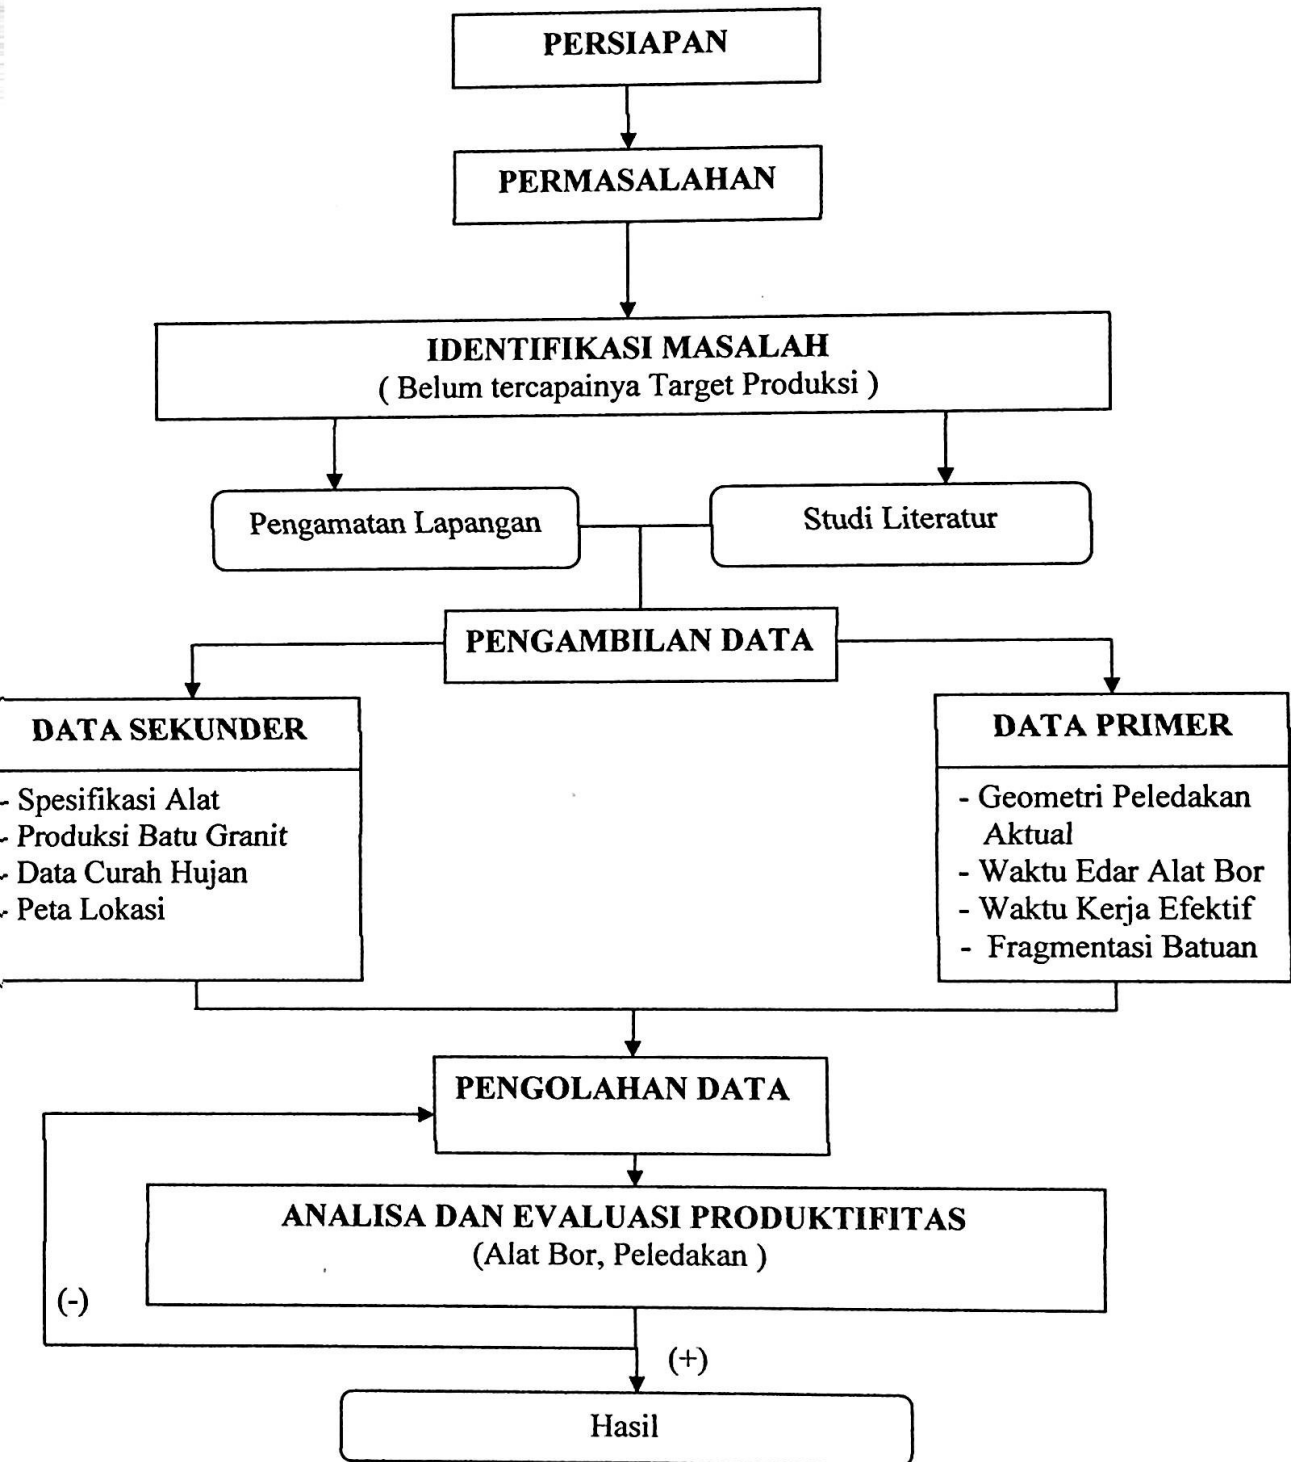 PERSIAPAN
PERMASALAHAN
IDENTIFIKASI MASALAH
( Belum tercapainya Target Produksi )
Pengamatan Lapangan
Studi Literatur
PENGAMBILAN DATA
DATA SEKUNDER
- Spesifikasi Alat
- Produksi Batu Granit
- Data Curah Hujan
- Peta Lokasi
DATA PRIMER
- Geometri Peledakan
Aktual
- Waktu Edar Alat Bor
- Waktu Kerja Efektif
- Fragmentasi Batuan
PENGOLAHAN DATA
ANALISA DAN EVALUASI PRODUKTIFITAS
(Alat Bor, Peledakan )
(-)
(+)
Hasil